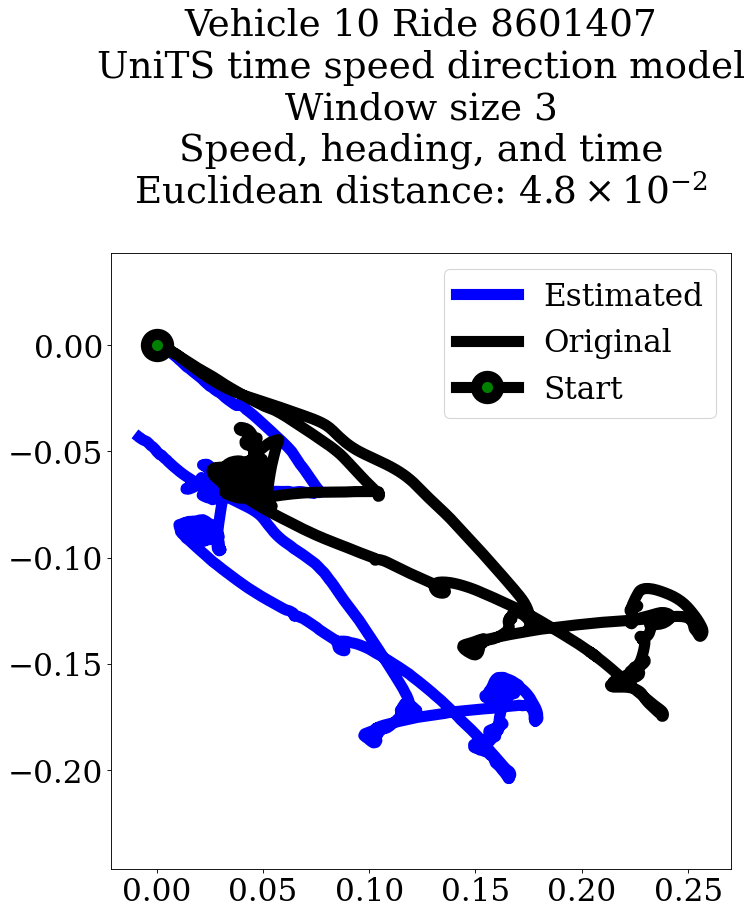 Vehicle 10 Ride 8601407
UniTS time speed direction model
Window size 3
Speed, heading, and time
Euclidean distance: 4.8 × 10⁻²
Estimated
Original
Start
0.00
−0.05
−0.10
−0.15
−0.20
0.00 0.05 0.10 0.15 0.20 0.25